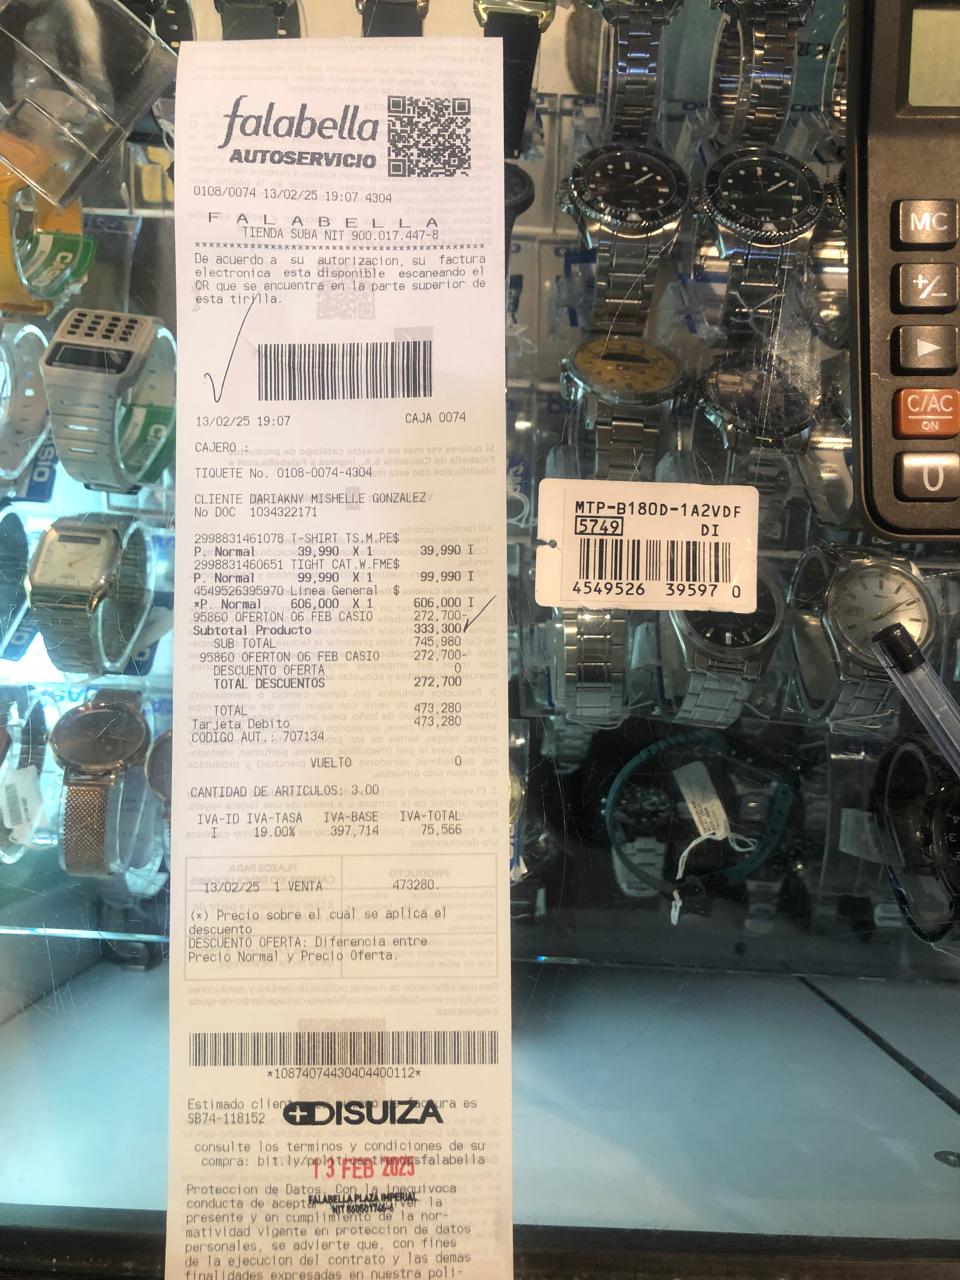 falabella
AUTOSERVICIO
0108/0074 13/02/25 19:07 4304
F A L A B E L L A
TIENDA SUBA NIT 900.017.447-8
****************************************
De acuerdo a su autorizacion, su factura
electronica esta disponible escaneando el
QR que se encuentra en la parte superior de
esta tirilla.
13/02/25 19:07 CAJA 0074
CAJERO :
TIQUETE No. 0108-0074-4304
CLIENTE DARIAKNY MISHELLE GONZALEZ
No DOC 1034322171
2998831461078 T-SHIRT TS.M.PE$
P. Normal 39,990 X 1 39,990 I
2998831460651 TIGHT CAT.W.FME$
P. Normal 99,990 X 1 99,990 I
4549526395970 Linea General $
*P. Normal 606,000 X 1 606,000 I
95860 OFERTON 06 FEB CASIO 272,700-
Subtotal Producto 333,300
SUB TOTAL 745,980
95860 OFERTON 06 FEB CASIO 272,700-
DESCUENTO OFERTA 0
TOTAL DESCUENTOS 272,700
TOTAL 473,280
Tarjeta Debito 473,280
CODIGO AUT.: 707134
VUELTO 0
CANTIDAD DE ARTICULOS: 3.00
IVA-ID IVA-TASA IVA-BASE IVA-TOTAL
I 19.00% 397,714 75,566
13/02/25 1 VENTA 473280.
(*) Precio sobre el cual se aplica el
descuento
DESCUENTO OFERTA: Diferencia entre
Precio Normal y Precio Oferta.
*10874074430404400112*
Estimado factura es
SB74-118152
DISUIZA
consulte los terminos y condiciones de su
compra: bit.ly/ falabella
13 FEB 2025
FALABELLA PLAZA IMPERIAL
Proteccion de Datos. Con la inequivoca
conducta de la
presente y en cumplimiento de la nor-
matividad vigente en proteccion de datos
personales, se advierte que, con fines
de la ejecucion del contrato y las demas
finalidades expresadas en nuestra poli-
MTP-B180D-1A2VDF
5749 DI
4549526 39597 0
MC
+/-
C/AC
ON
0
CASIO